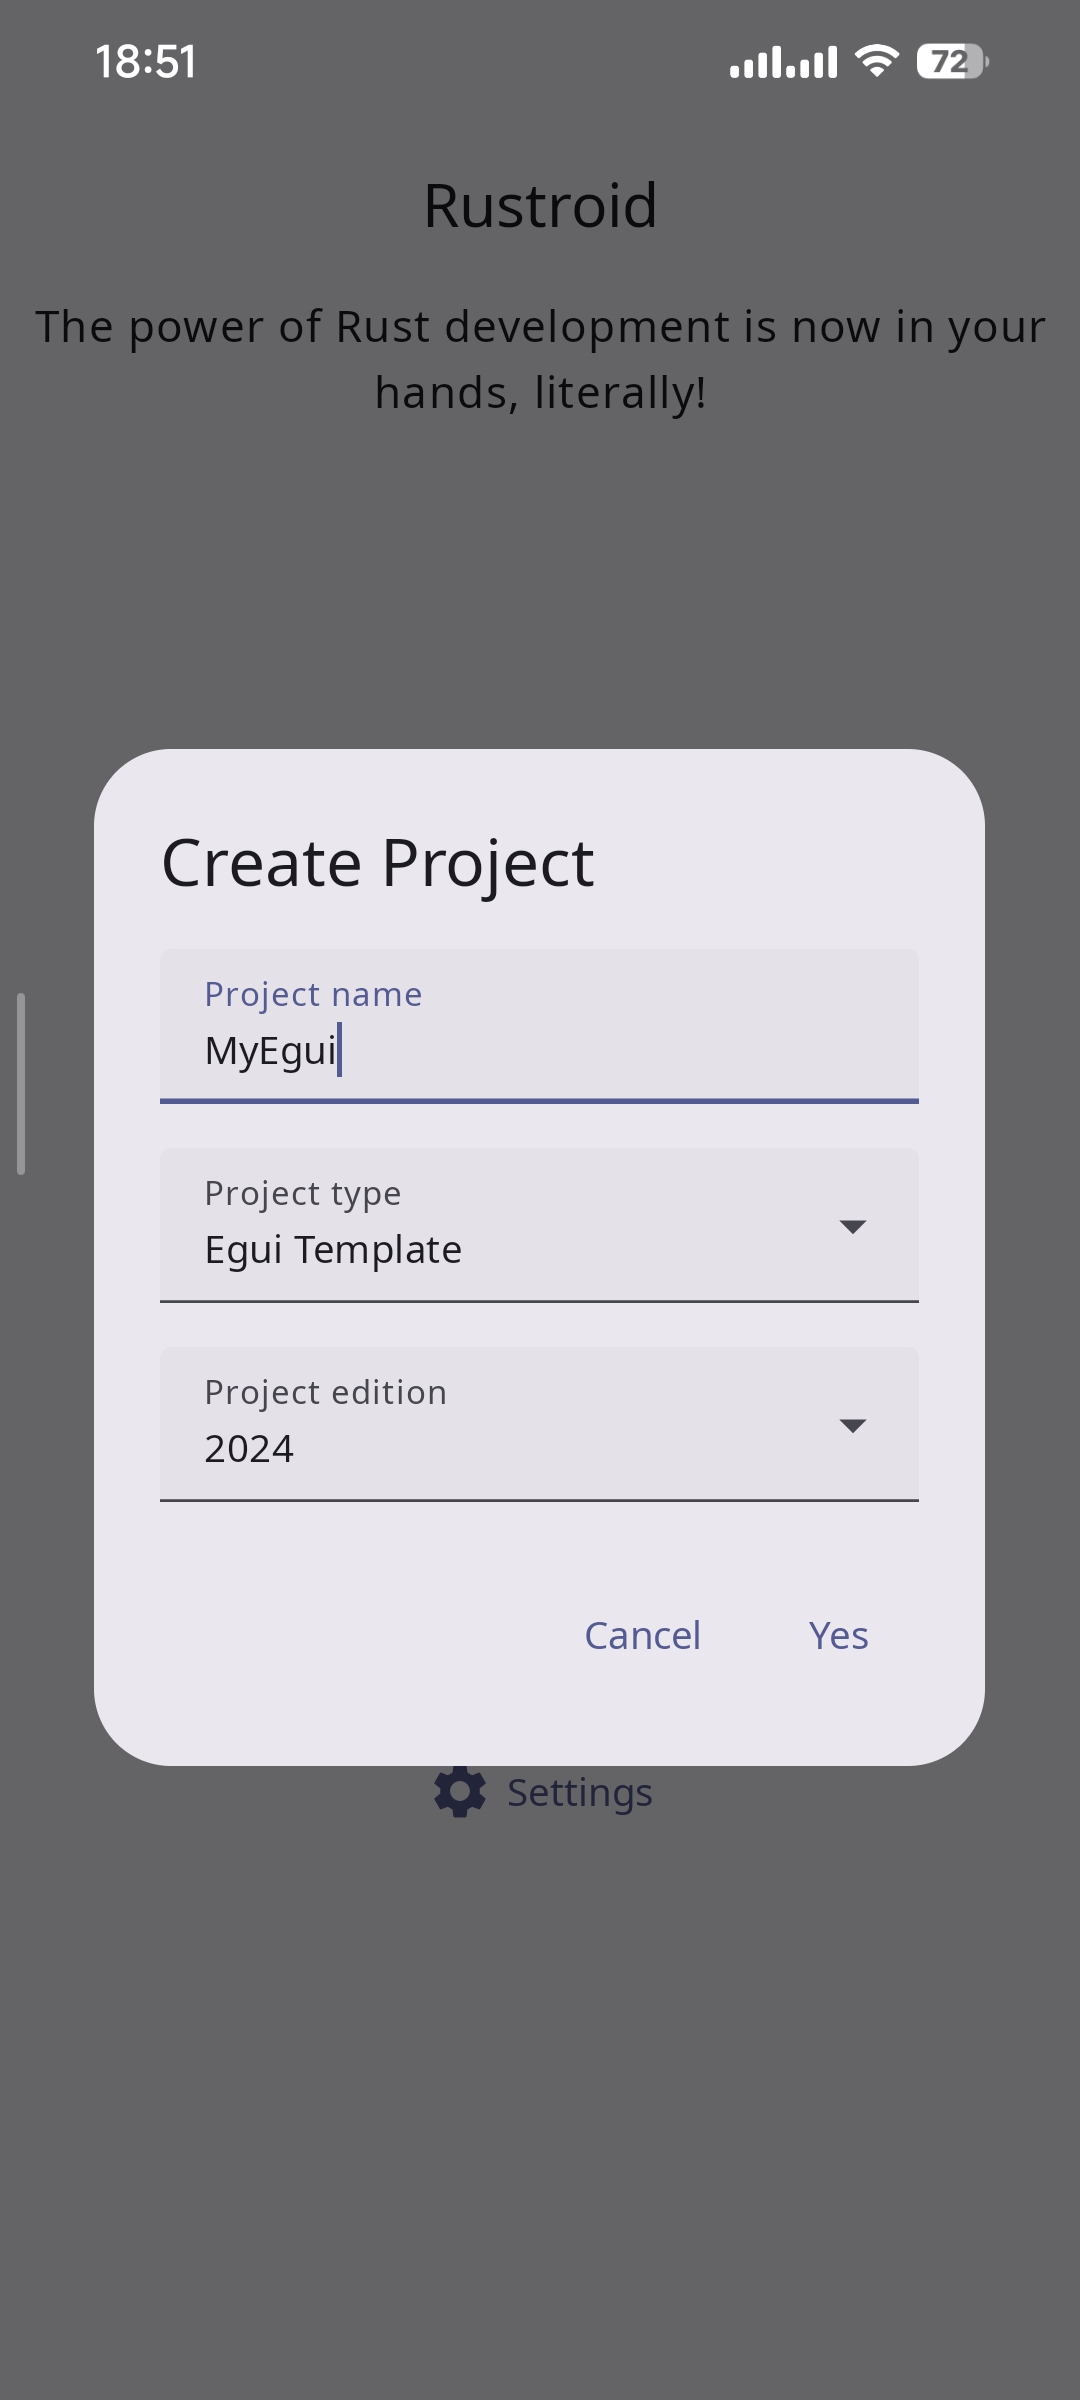 18:51
72
Rustroid
The power of Rust development is now in your
hands, literally!
Create Project
Project name
MyEgui
Project type
Egui Template
Project edition
2024
Cancel Yes
Settings